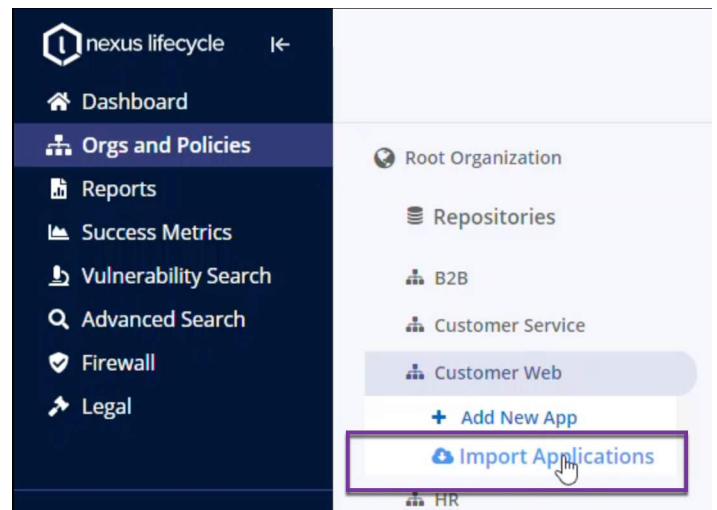 nexus lifecycle
Dashboard
Orgs and Policies
Reports
Success Metrics
Vulnerability Search
Advanced Search
Firewall
Legal
Root Organization
Repositories
B2B
Customer Service
Customer Web
+ Add New App
Import Applications
HR